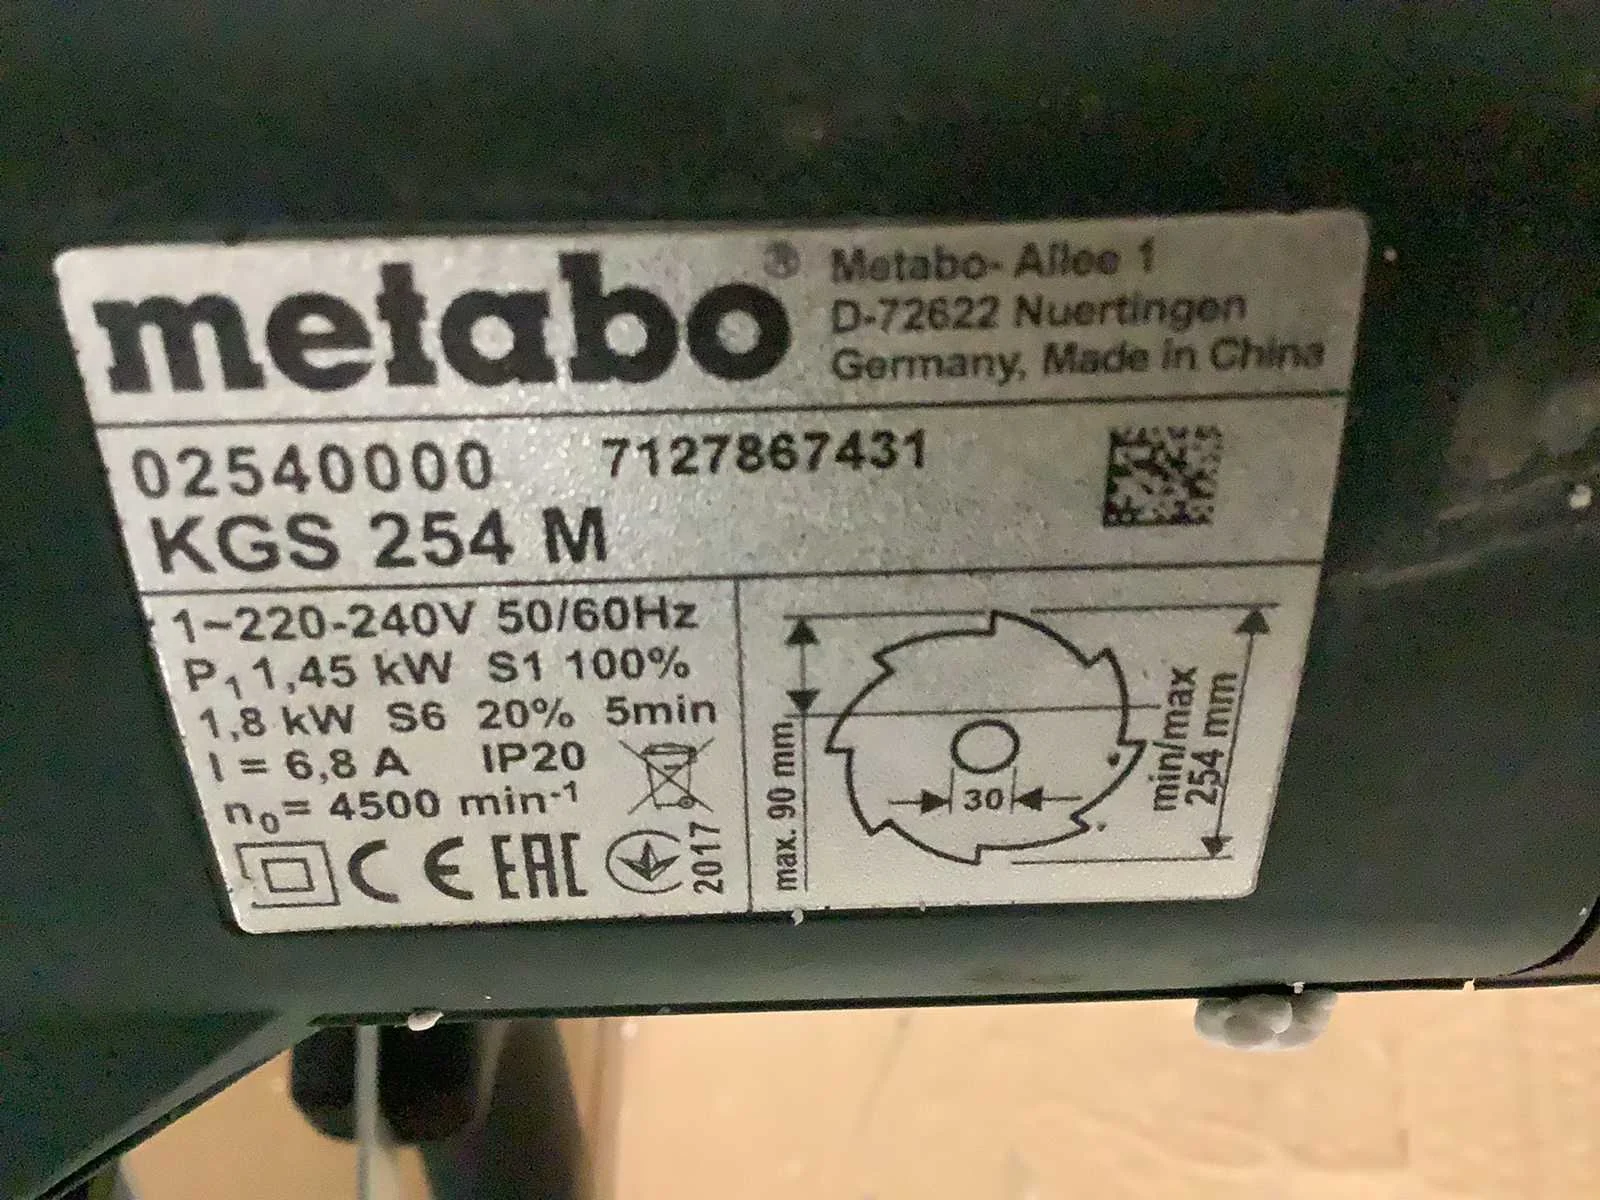 metabo®
Metabo- Allee 1
D-72622 Nuertingen
Germany, Made in China
02540000 7127867431
KGS 254 M
1~220-240V 50/60Hz
P₁ 1,45 kW S1 100%
1,8 kW S6 20% 5min
I = 6,8 A IP20
n₀= 4500 min⁻¹
CE EAC 2017
max. 90 mm
30
min/max
254 mm